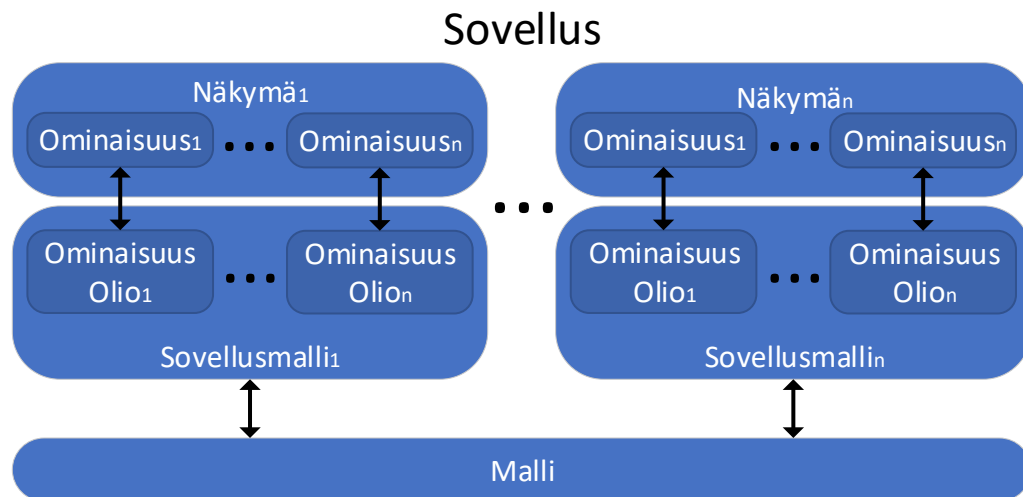 Sovellus
Näkymä1
Ominaisuus1 ... Ominaisuusn
Ominaisuus
Olio1
...
Ominaisuus
Olion
Sovellusmalli1
...
Näkymän
Ominaisuus1 ... Ominaisuusn
Ominaisuus
Olio1
...
Ominaisuus
Olion
Sovellusmallin
Malli